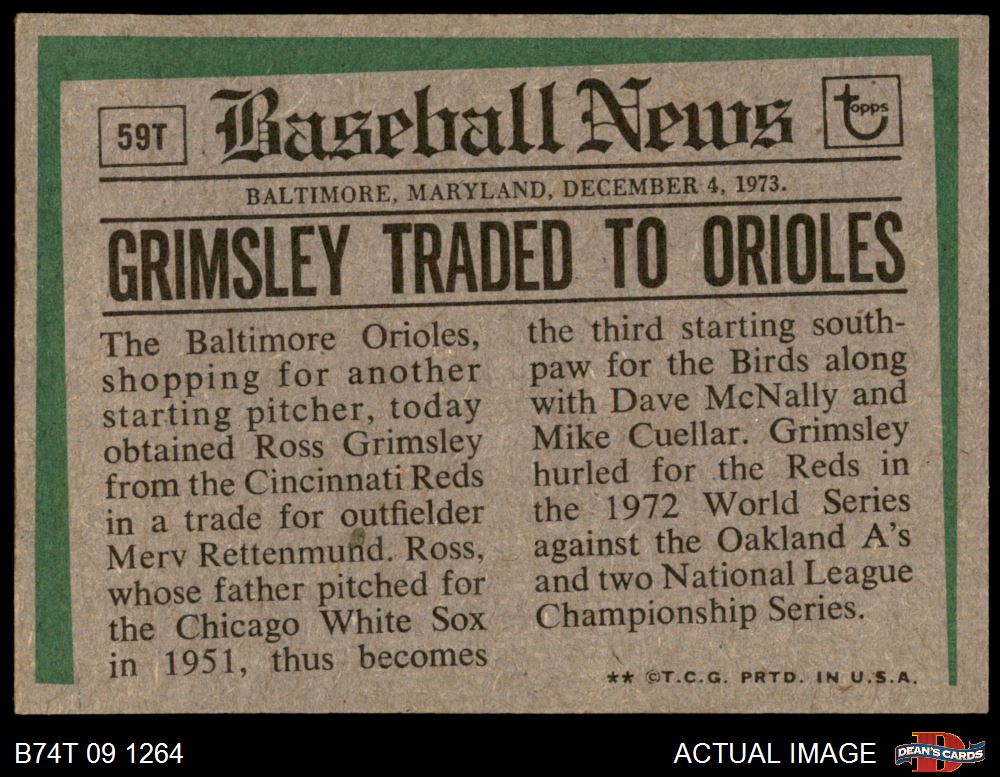 59T
Baseball News
topps
BALTIMORE, MARYLAND, DECEMBER 4, 1973.
GRIMSLEY TRADED TO ORIOLES
The Baltimore Orioles,
shopping for another
starting pitcher, today
obtained Ross Grimsley
from the Cincinnati Reds
in a trade for outfielder
Merv Rettenmund. Ross,
whose father pitched for
the Chicago White Sox
in 1951, thus becomes
the third starting south-
paw for the Birds along
with Dave McNally and
Mike Cuellar. Grimsley
hurled for the Reds in
the 1972 World Series
against the Oakland A's
and two National League
Championship Series.
** ©T.C.G. PRTD. IN U.S.A.
B74T 09 1264
ACTUAL IMAGE
DEAN'S CARDS